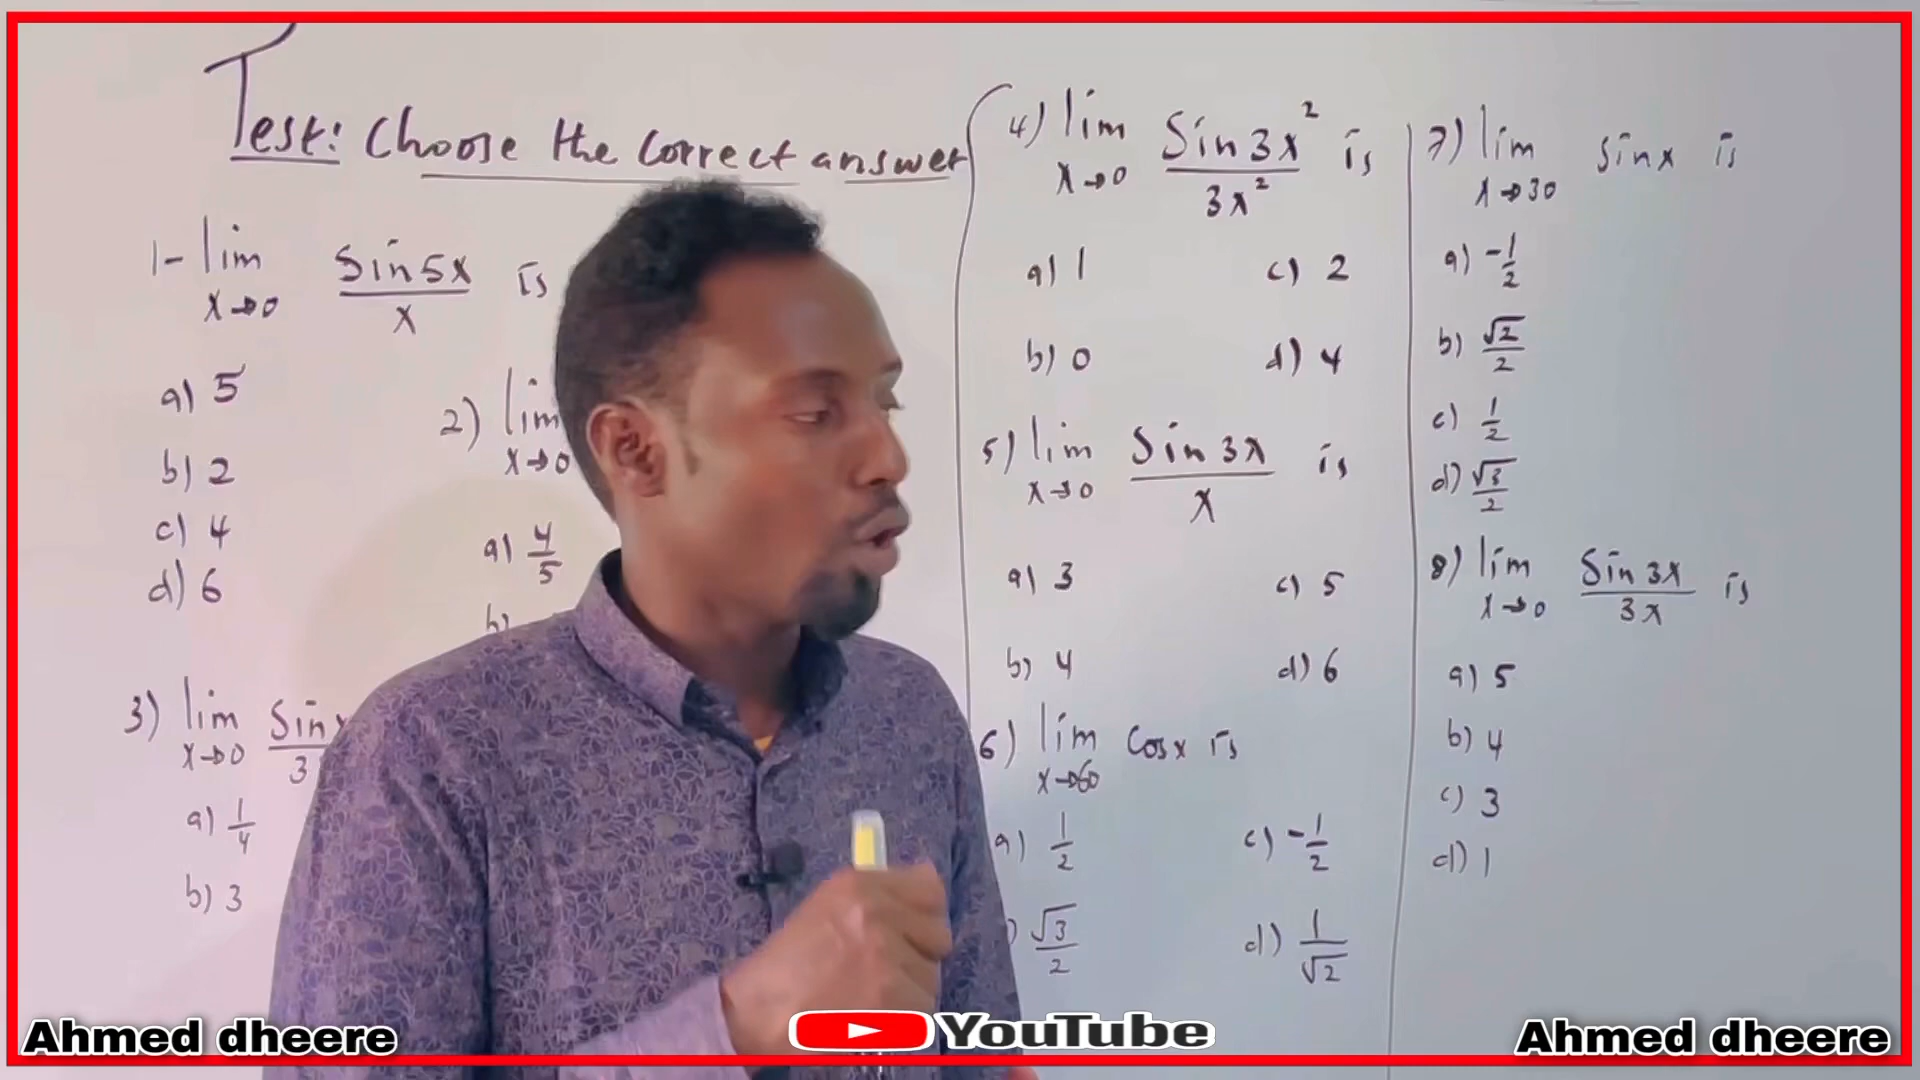 Test: Choose the correct answer
1- lim x→0 Sin5x/x is
a) 5
b) 2
c) 4
d) 6
2) lim x→0
a) 4/5
b)
3) lim x→0 Sinx/3
a) 1/4
b) 3
4) lim x→0 Sin3x²/3x² is
a) 1 c) 2
b) 0 d) 4
5) lim x→0 Sin3x/x is
a) 3 c) 5
b) 4 d) 6
6) lim x→60 Cosx is
a) 1/2 c) -1/2
) √3/2 d) 1/√2
7) lim x→30 Sinx is
a) -1/2
b) √2/2
c) 1/2
d) √3/2
8) lim x→0 Sin3x/3x is
a) 5
b) 4
c) 3
d) 1
Ahmed dheere
YouTube
Ahmed dheere